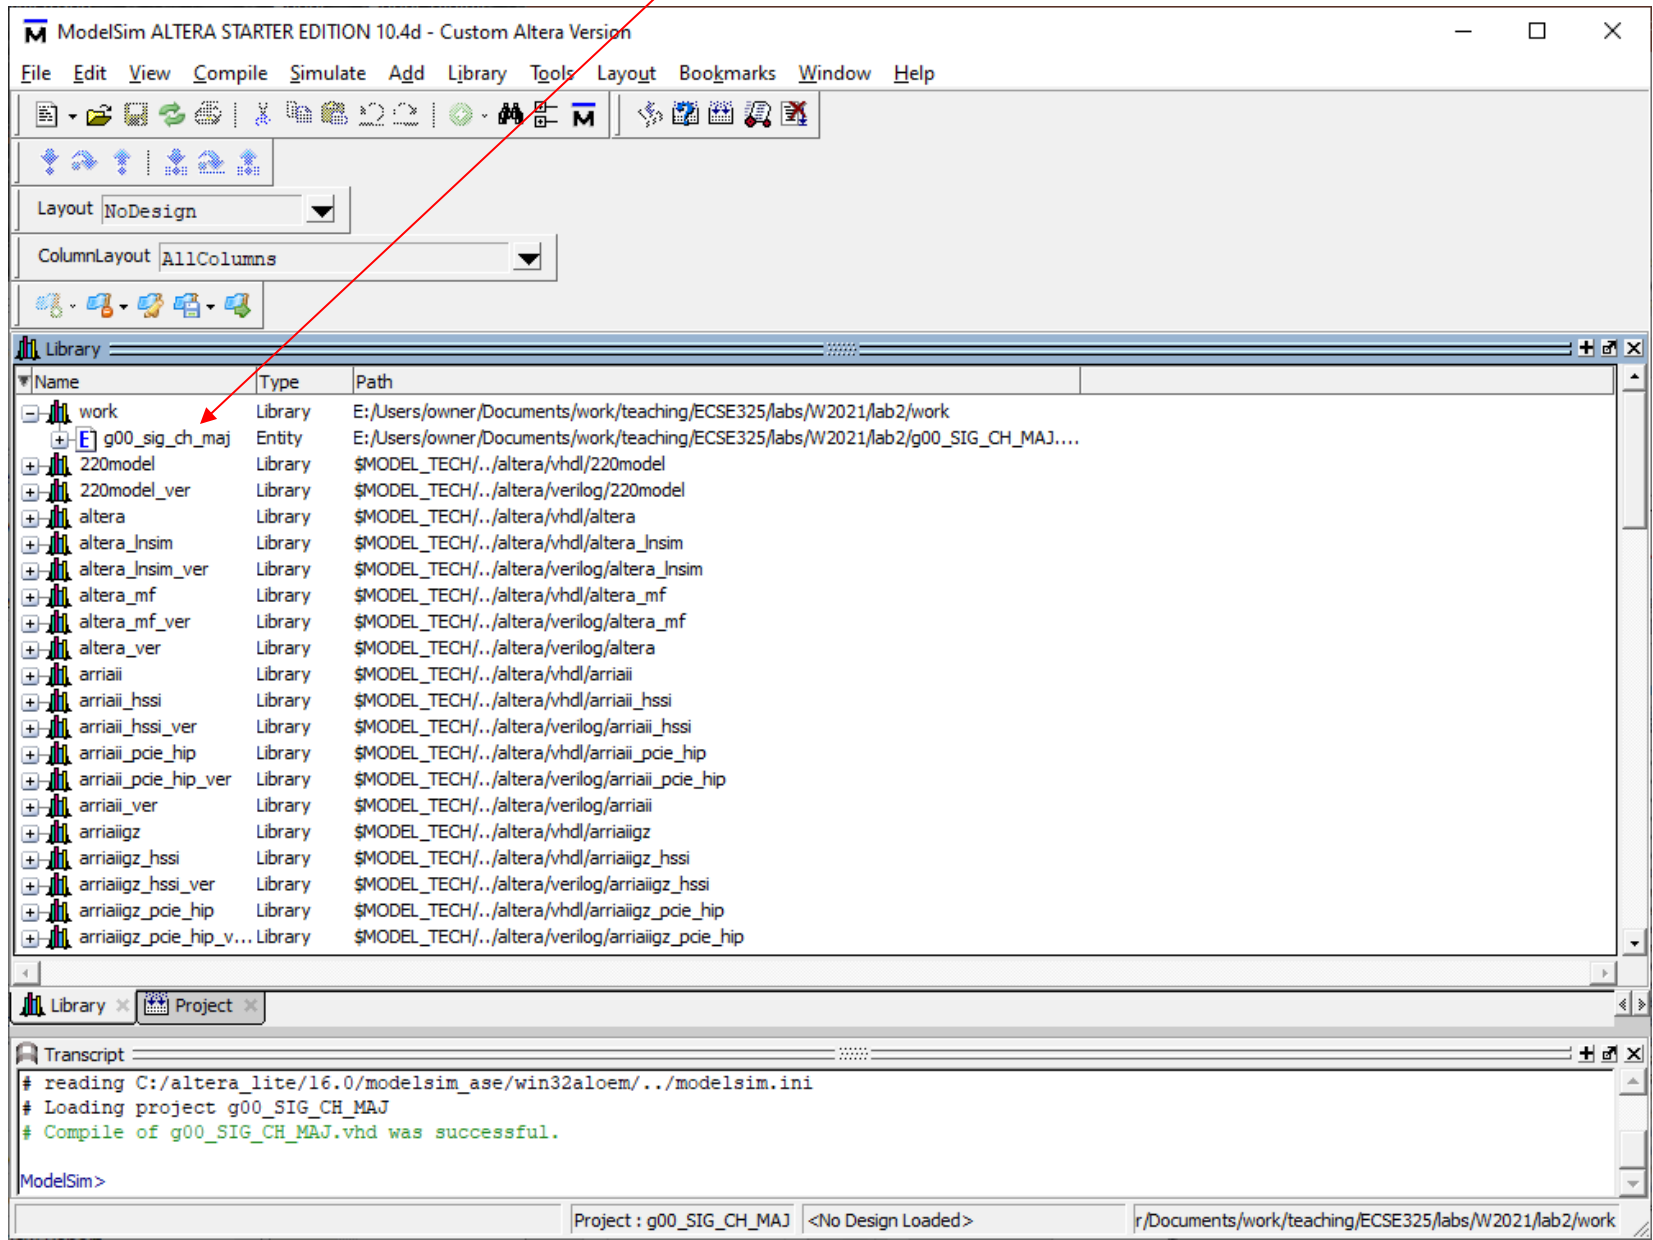 ModelSim ALTERA STARTER EDITION 10.4d - Custom Altera Version
File Edit View Compile Simulate Add Library Tools Layout Bookmarks Window Help
Layout NoDesign
ColumnLayout AllColumns
Library
Name Type Path
work Library E:/Users/owner/Documents/work/teaching/ECSE325/labs/W2021/lab2/work
g00_sig_ch_maj Entity E:/Users/owner/Documents/work/teaching/ECSE325/labs/W2021/lab2/g00_SIG_CH_MAJ....
220model Library $MODEL_TECH/../altera/vhdl/220model
220model_ver Library $MODEL_TECH/../altera/verilog/220model
altera Library $MODEL_TECH/../altera/vhdl/altera
altera_lnsim Library $MODEL_TECH/../altera/vhdl/altera_lnsim
altera_lnsim_ver Library $MODEL_TECH/../altera/verilog/altera_lnsim
altera_mf Library $MODEL_TECH/../altera/vhdl/altera_mf
altera_mf_ver Library $MODEL_TECH/../altera/verilog/altera_mf
altera_ver Library $MODEL_TECH/../altera/verilog/altera
arriaii Library $MODEL_TECH/../altera/vhdl/arriaii
arriaii_hssi Library $MODEL_TECH/../altera/vhdl/arriaii_hssi
arriaii_hssi_ver Library $MODEL_TECH/../altera/verilog/arriaii_hssi
arriaii_pcie_hip Library $MODEL_TECH/../altera/vhdl/arriaii_pcie_hip
arriaii_pcie_hip_ver Library $MODEL_TECH/../altera/verilog/arriaii_pcie_hip
arriaii_ver Library $MODEL_TECH/../altera/verilog/arriaii
arriaiigz Library $MODEL_TECH/../altera/vhdl/arriaiigz
arriaiigz_hssi Library $MODEL_TECH/../altera/vhdl/arriaiigz_hssi
arriaiigz_hssi_ver Library $MODEL_TECH/../altera/verilog/arriaiigz_hssi
arriaiigz_pcie_hip Library $MODEL_TECH/../altera/vhdl/arriaiigz_pcie_hip
arriaiigz_pcie_hip_v... Library $MODEL_TECH/../altera/verilog/arriaiigz_pcie_hip
Library Project
Transcript
# reading C:/altera_lite/16.0/modelsim_ase/win32aloem/../modelsim.ini
# Loading project g00_SIG_CH_MAJ
# Compile of g00_SIG_CH_MAJ.vhd was successful.
ModelSim>
Project : g00_SIG_CH_MAJ <No Design Loaded> r/Documents/work/teaching/ECSE325/labs/W2021/lab2/work